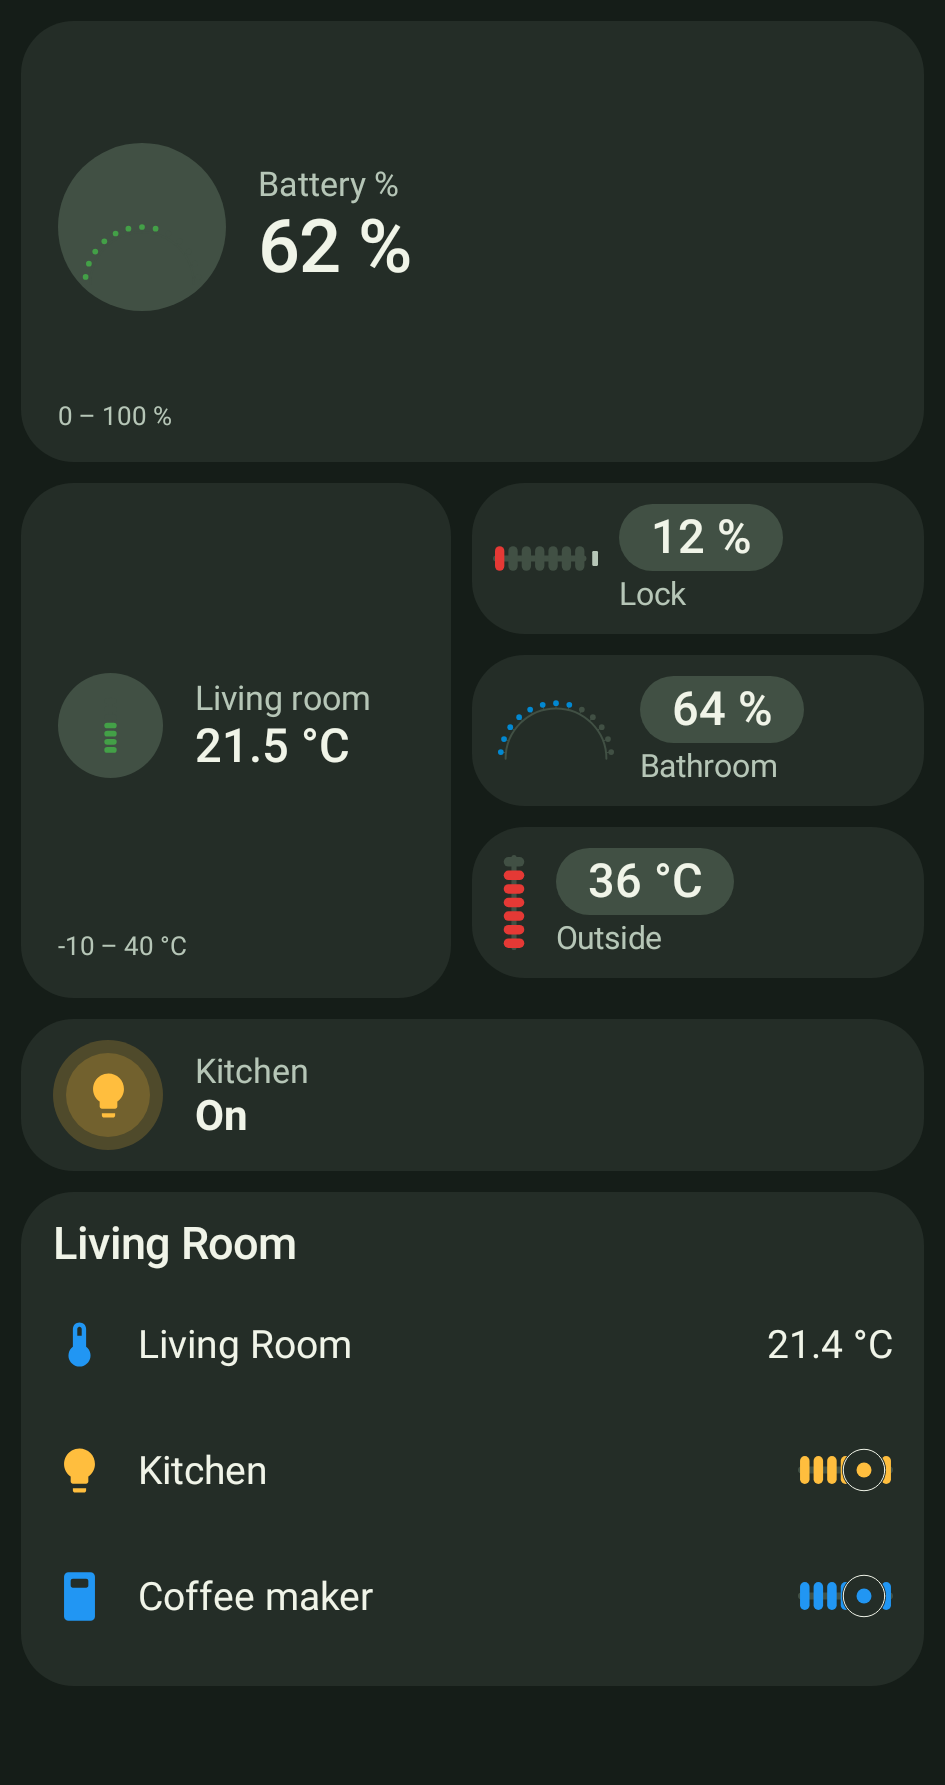 Battery %
62 %
0 – 100 %
Living room
21.5 °C
-10 – 40 °C
12 %
Lock
64 %
Bathroom
36 °C
Outside
Kitchen
On
Living Room
Living Room 21.4 °C
Kitchen
Coffee maker